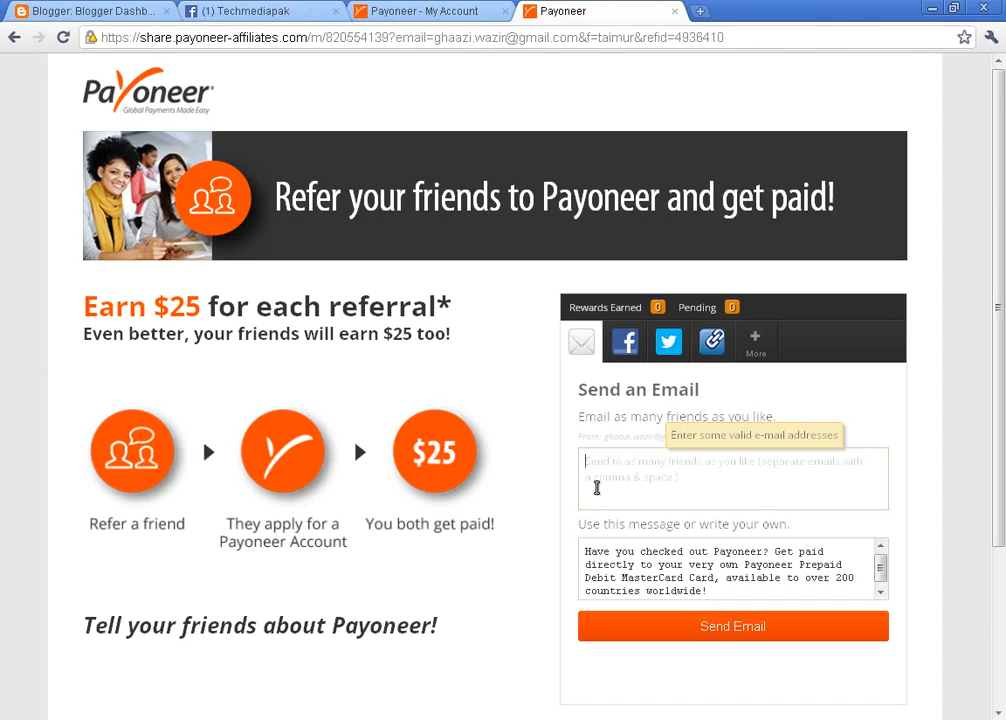 Blogger: Blogger Dashb...
(1) Techmediapak
Payoneer - My Account
Payoneer
https://share.payoneer-affiliates.com/m/820554139?email=ghaazi.wazir@gmail.com&f=taimur&refid=4936410
Payoneer
Global Payments Made Easy
Refer your friends to Payoneer and get paid!
Earn $25 for each referral*
Even better, your friends will earn $25 too!
$25
Refer a friend
They apply for a
Payoneer Account
You both get paid!
Tell your friends about Payoneer!
Rewards Earned 0 Pending 0
More
Send an Email
Email as many friends as you like.
From: ghaazi.wazir@g
Enter some valid e-mail addresses
Send to as many friends as you like (separate emails with
a comma & space.)
Use this message or write your own.
Have you checked out Payoneer? Get paid
directly to your very own Payoneer Prepaid
Debit MasterCard Card, available to over 200
countries worldwide!
Send Email